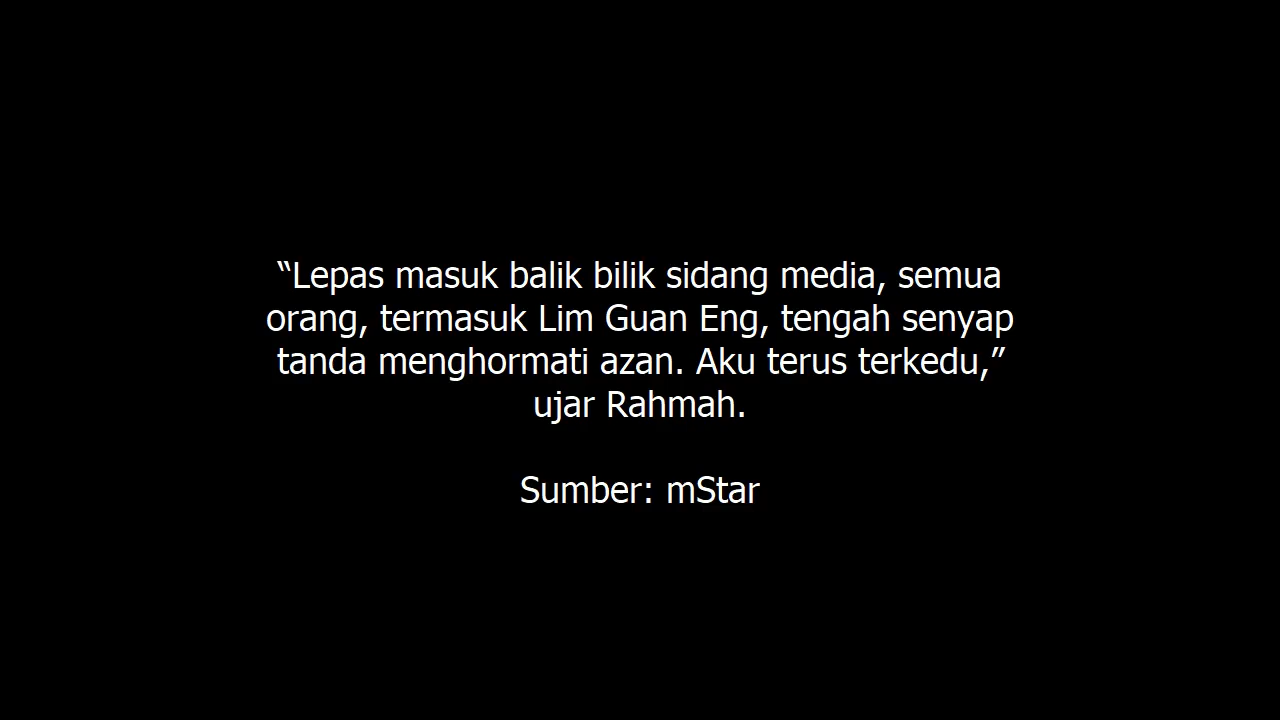 “Lepas masuk balik bilik sidang media, semua
orang, termasuk Lim Guan Eng, tengah senyap
tanda menghormati azan. Aku terus terkedu,”
ujar Rahmah.
Sumber: mStar